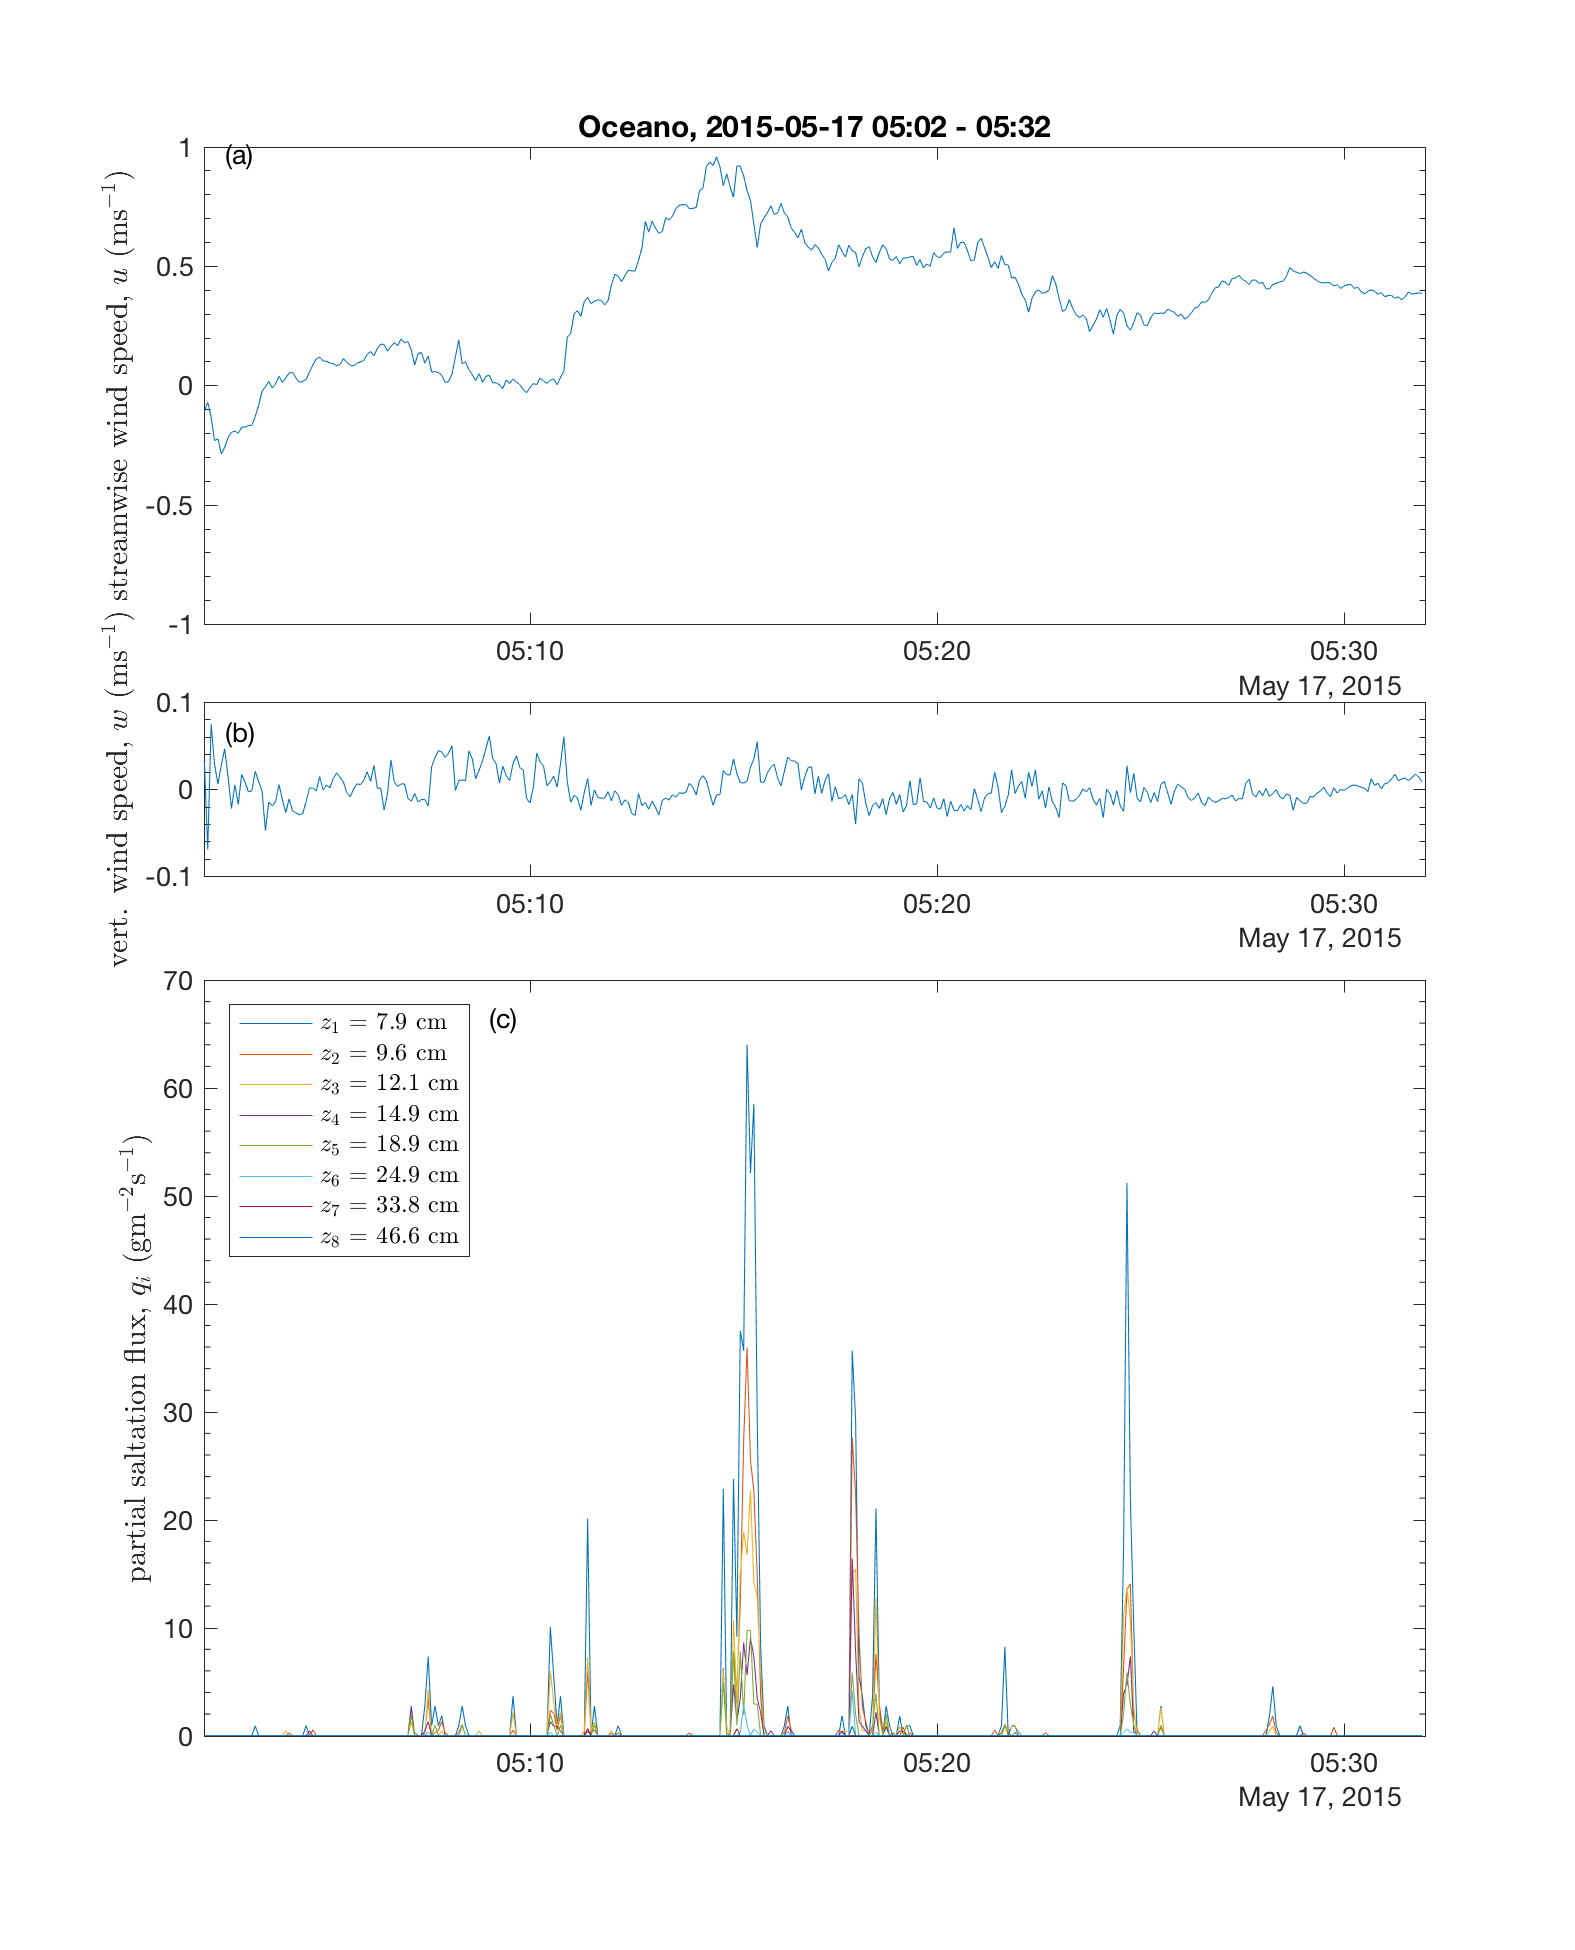 Oceano, 2015-05-17 05:02 - 05:32
(a)
streamwise wind speed, u (ms⁻¹)
1
0.5
0
-0.5
-1
05:10 05:20 05:30
May 17, 2015
(b)
vert. wind speed, w (ms⁻¹)
0.1
0
-0.1
05:10 05:20 05:30
May 17, 2015
(c)
partial saltation flux, qᵢ (gm⁻²s⁻¹)
70
60
50
40
30
20
10
0
z₁ = 7.9 cm
z₂ = 9.6 cm
z₃ = 12.1 cm
z₄ = 14.9 cm
z₅ = 18.9 cm
z₆ = 24.9 cm
z₇ = 33.8 cm
z₈ = 46.6 cm
05:10 05:20 05:30
May 17, 2015